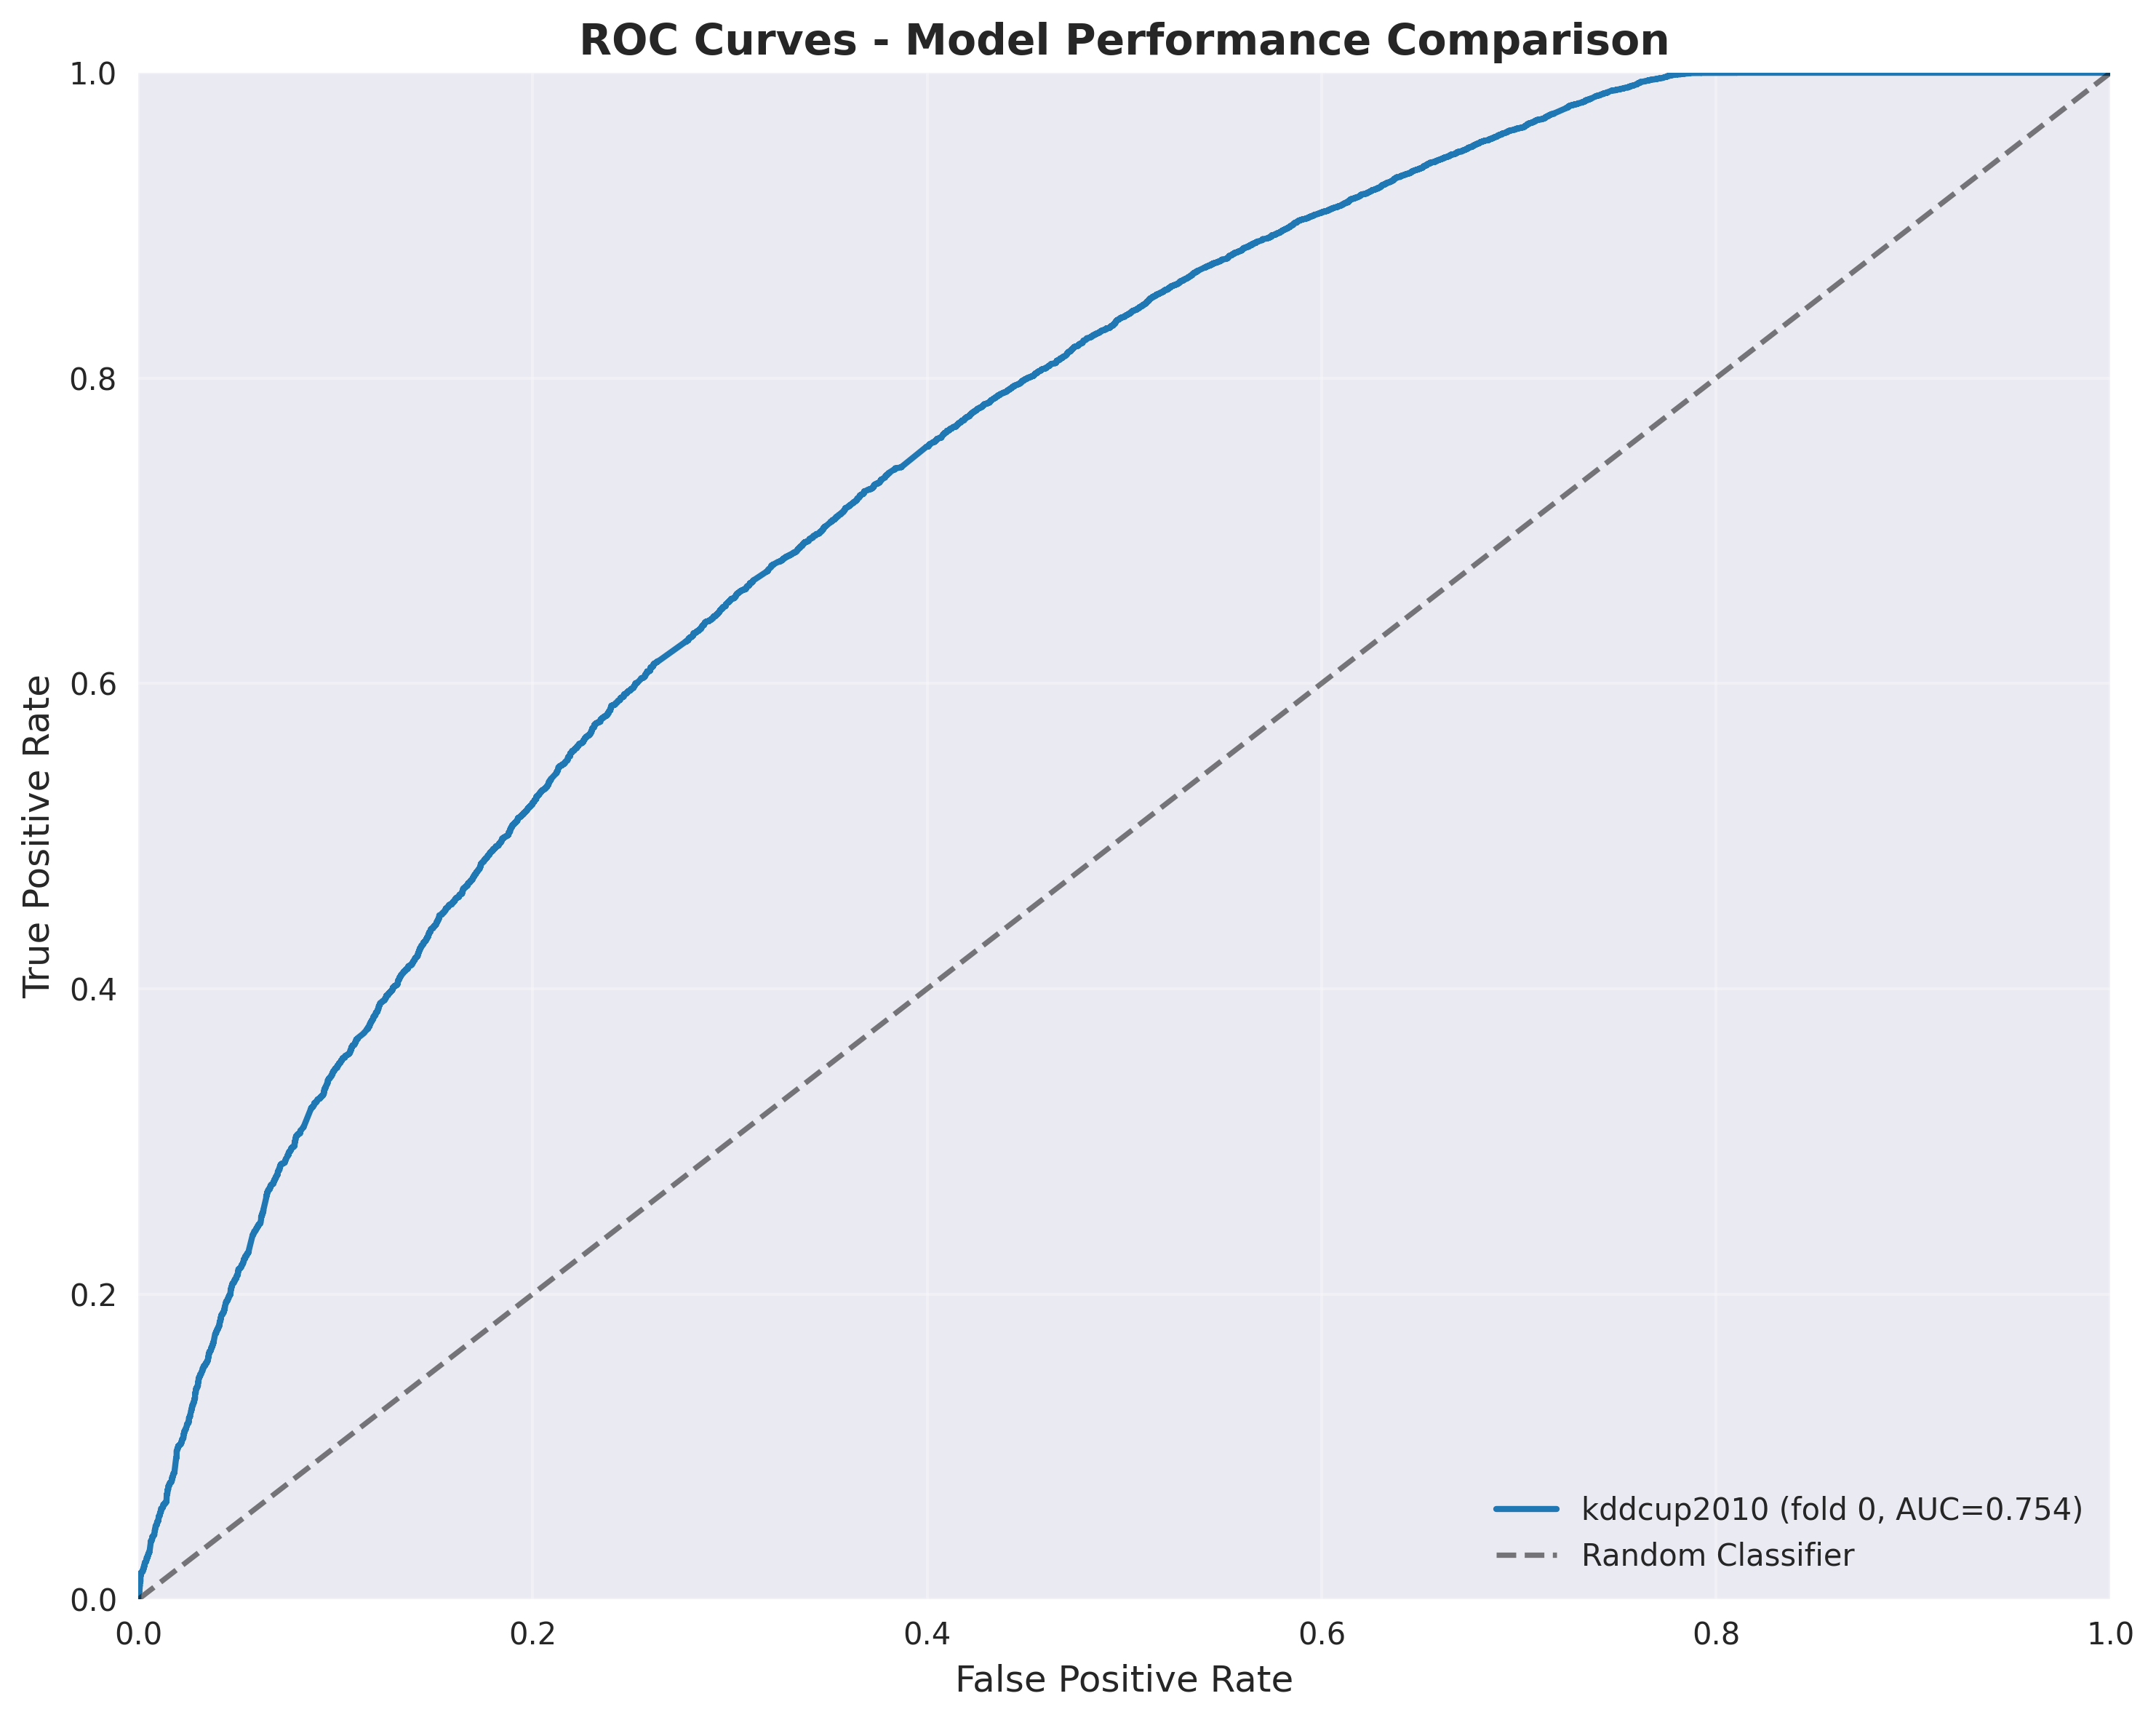 ROC Curves - Model Performance Comparison
1.0
0.8
0.6
0.4
0.2
0.0
True Positive Rate
0.0 0.2 0.4 0.6 0.8 1.0
False Positive Rate
kddcup2010 (fold 0, AUC=0.754)
Random Classifier